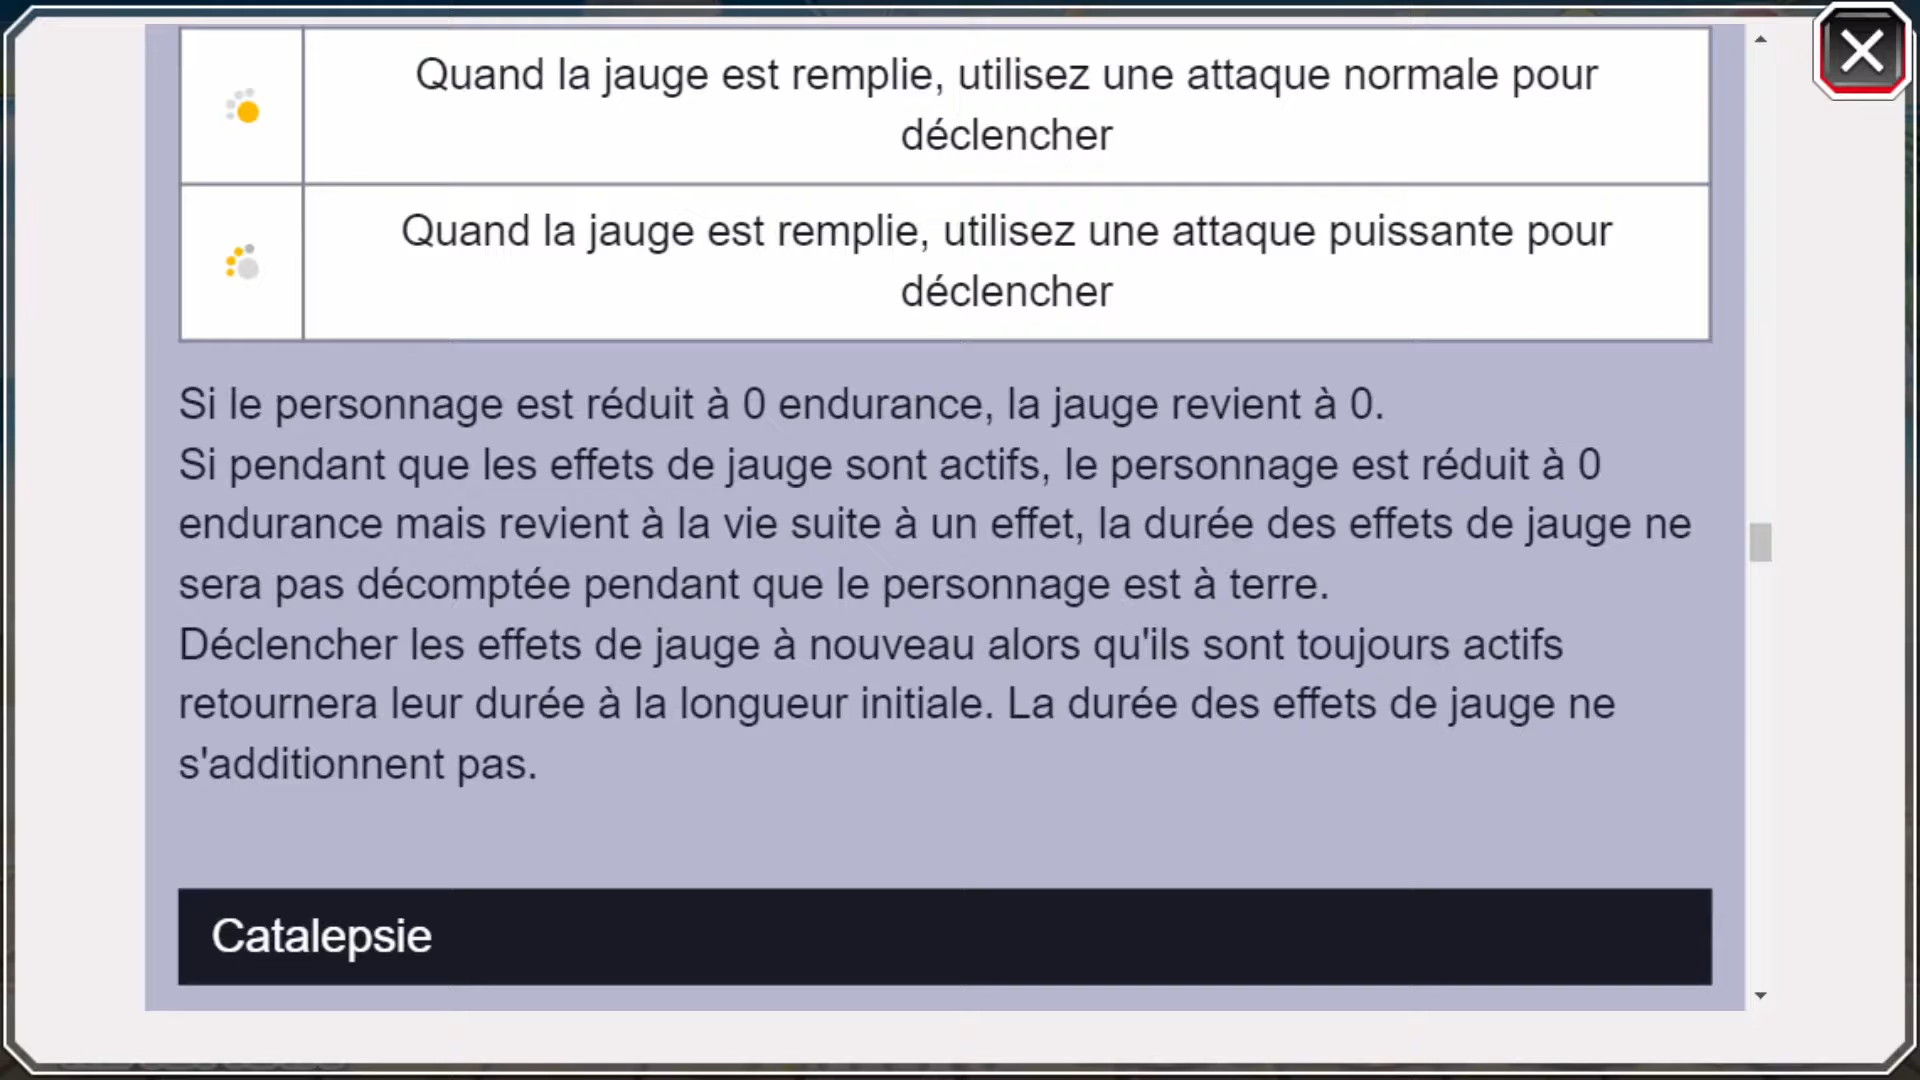 Quand la jauge est remplie, utilisez une attaque normale pour
déclencher
Quand la jauge est remplie, utilisez une attaque puissante pour
déclencher
Si le personnage est réduit à 0 endurance, la jauge revient à 0.
Si pendant que les effets de jauge sont actifs, le personnage est réduit à 0
endurance mais revient à la vie suite à un effet, la durée des effets de jauge ne
sera pas décomptée pendant que le personnage est à terre.
Déclencher les effets de jauge à nouveau alors qu'ils sont toujours actifs
retournera leur durée à la longueur initiale. La durée des effets de jauge ne
s'additionnent pas.
Catalepsie